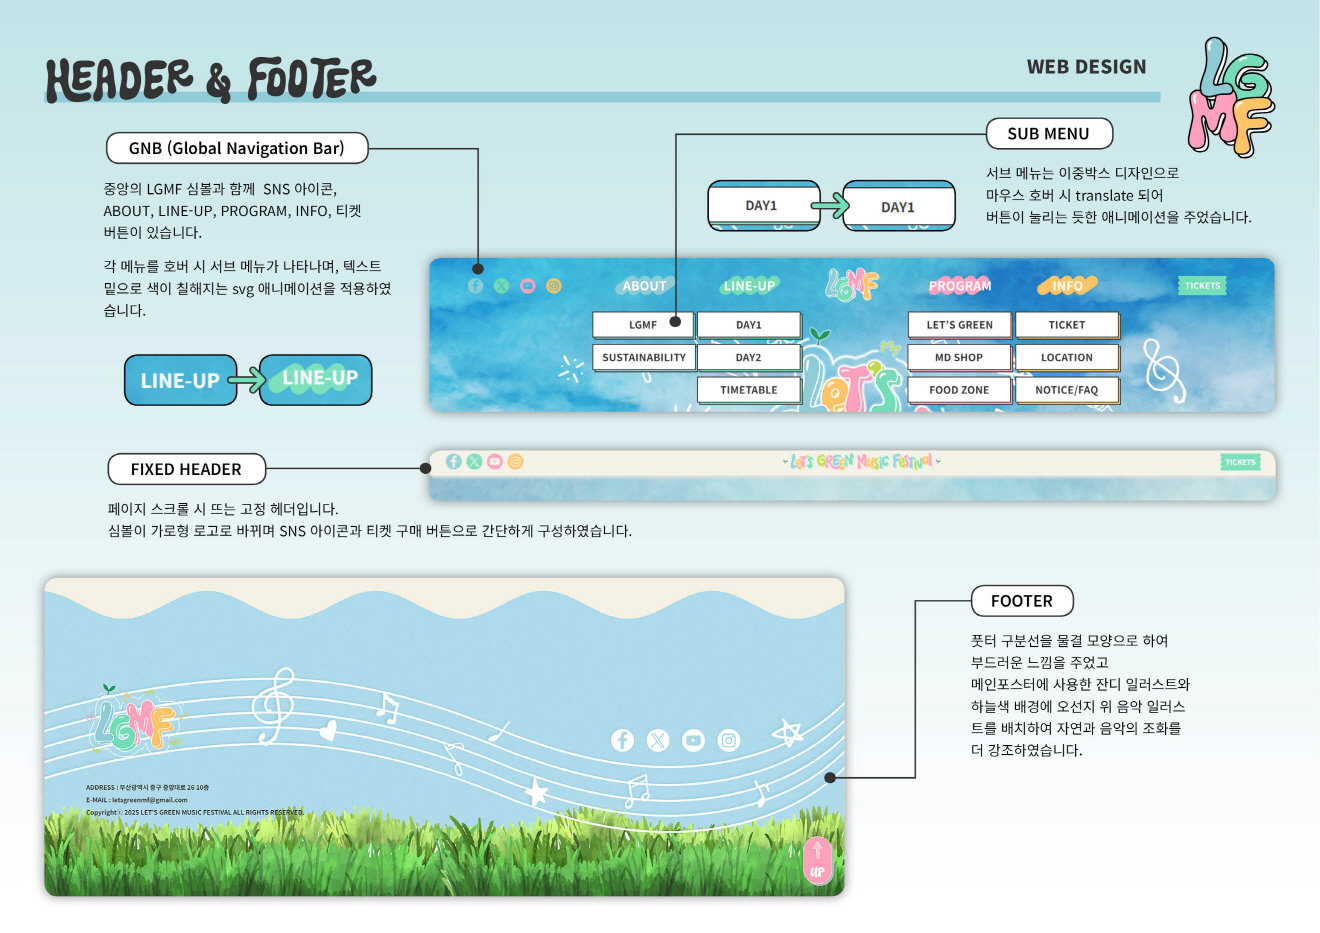 HEADER & FOOTER
WEB DESIGN
LGMF
GNB (Global Navigation Bar)
중앙의 LGMF 심볼과 함께 SNS 아이콘,
ABOUT, LINE-UP, PROGRAM, INFO, 티켓
버튼이 있습니다.
각 메뉴를 호버 시 서브 메뉴가 나타나며, 텍스트
밑으로 색이 칠해지는 svg 애니메이션을 적용하였
습니다.
LINE-UP
LINE-UP
SUB MENU
서브 메뉴는 이중박스 디자인으로
마우스 호버 시 translate 되어
버튼이 눌리는 듯한 애니메이션을 주었습니다.
DAY1
DAY1
ABOUT
LINE-UP
LGMF
PROGRAM
INFO
TICKETS
LGMF
DAY1
LET'S GREEN
TICKET
SUSTAINABILITY
DAY2
MD SHOP
LOCATION
TIMETABLE
FOOD ZONE
NOTICE/FAQ
My
LET'S
FIXED HEADER
페이지 스크롤 시 뜨는 고정 헤더입니다.
심볼이 가로형 로고로 바뀌며 SNS 아이콘과 티켓 구매 버튼으로 간단하게 구성하였습니다.
LET'S GREEN MUSIC FESTIVAL
TICKETS
FOOTER
풋터 구분선을 물결 모양으로 하여
부드러운 느낌을 주었고
메인포스터에 사용한 잔디 일러스트와
하늘색 배경에 오선지 위 음악 일러스
트를 배치하여 자연과 음악의 조화를
더 강조하였습니다.
LGMF
ADDRESS : 부산광역시 중구 중앙대로 26 10층
E-MAIL : letsgreenmf@gmail.com
Copyright© 2025 LET'S GREEN MUSIC FESTIVAL ALL RIGHTS RESERVED.
UP